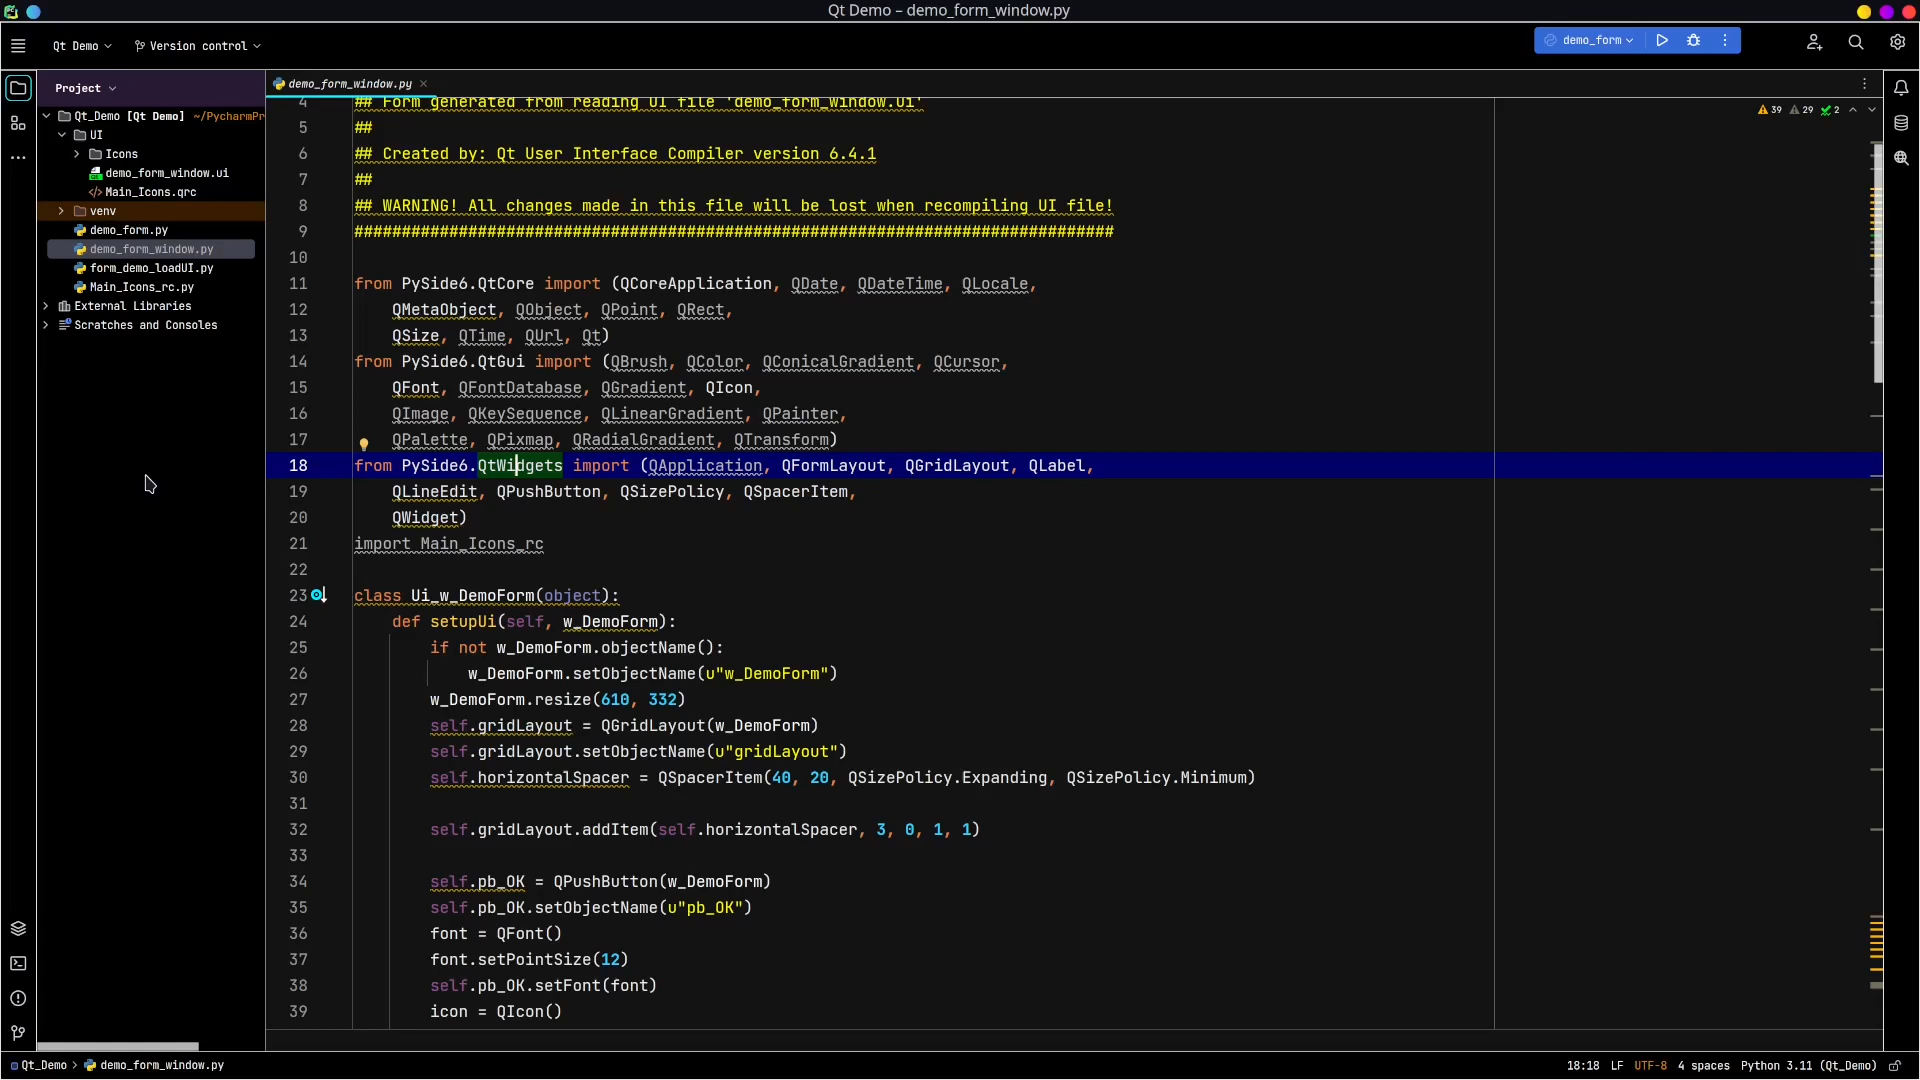 Qt Demo – demo_form_window.py
Qt Demo
Version control
demo_form
Project
demo_form_window.py
Qt_Demo [Qt Demo] ~/PycharmPr
UI
Icons
demo_form_window.ui
Main_Icons.qrc
venv
demo_form.py
demo_form_window.py
form_demo_loadUI.py
Main_Icons_rc.py
External Libraries
Scratches and Consoles
39 29 2
4 ## Form generated from reading UI file 'demo_form_window.ui'
5 ##
6 ## Created by: Qt User Interface Compiler version 6.4.1
7 ##
8 ## WARNING! All changes made in this file will be lost when recompiling UI file!
9 ################################################################################
10
11 from PySide6.QtCore import (QCoreApplication, QDate, QDateTime, QLocale,
12 QMetaObject, QObject, QPoint, QRect,
13 QSize, QTime, QUrl, Qt)
14 from PySide6.QtGui import (QBrush, QColor, QConicalGradient, QCursor,
15 QFont, QFontDatabase, QGradient, QIcon,
16 QImage, QKeySequence, QLinearGradient, QPainter,
17 QPalette, QPixmap, QRadialGradient, QTransform)
18 from PySide6.QtWidgets import (QApplication, QFormLayout, QGridLayout, QLabel,
19 QLineEdit, QPushButton, QSizePolicy, QSpacerItem,
20 QWidget)
21 import Main_Icons_rc
22
23 class Ui_w_DemoForm(object):
24 def setupUi(self, w_DemoForm):
25 if not w_DemoForm.objectName():
26 w_DemoForm.setObjectName(u"w_DemoForm")
27 w_DemoForm.resize(610, 332)
28 self.gridLayout = QGridLayout(w_DemoForm)
29 self.gridLayout.setObjectName(u"gridLayout")
30 self.horizontalSpacer = QSpacerItem(40, 20, QSizePolicy.Expanding, QSizePolicy.Minimum)
31
32 self.gridLayout.addItem(self.horizontalSpacer, 3, 0, 1, 1)
33
34 self.pb_OK = QPushButton(w_DemoForm)
35 self.pb_OK.setObjectName(u"pb_OK")
36 font = QFont()
37 font.setPointSize(12)
38 self.pb_OK.setFont(font)
39 icon = QIcon()
Qt_Demo > demo_form_window.py
18:18 LF UTF-8 4 spaces Python 3.11 (Qt_Demo)